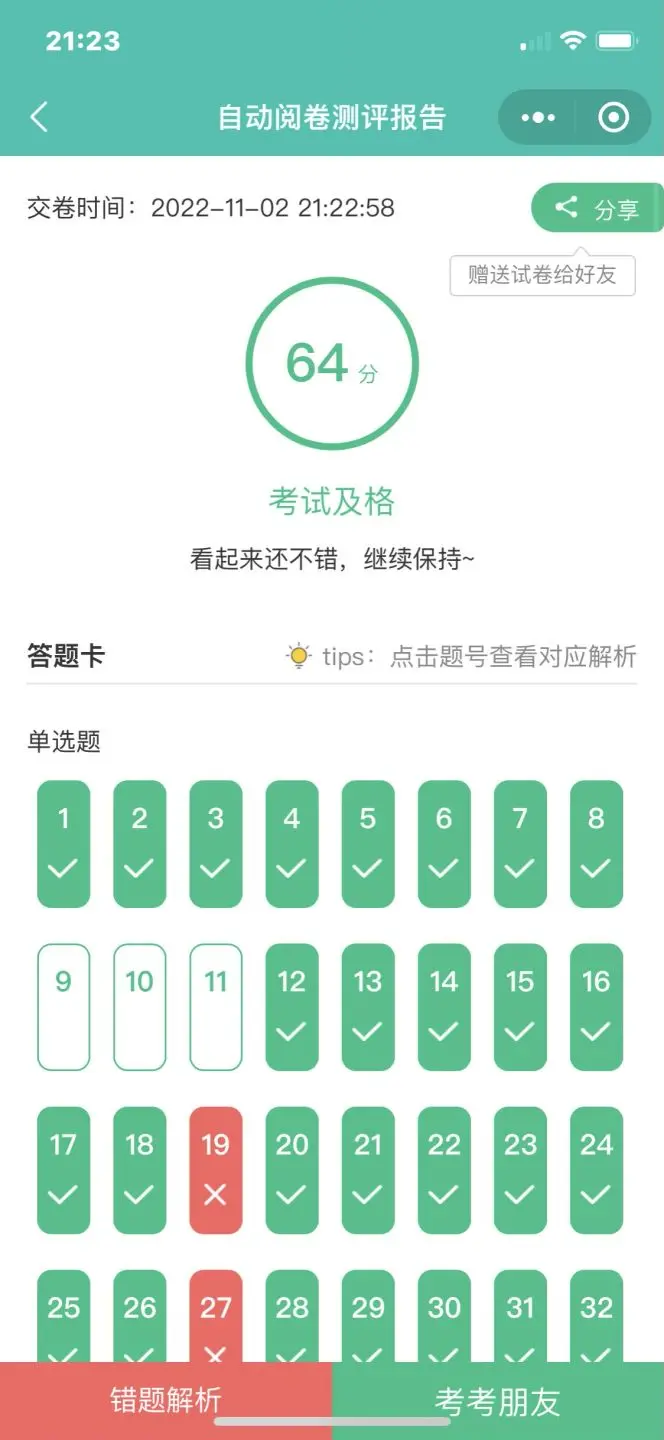 21:23
自动阅卷测评报告
交卷时间：2022-11-02 21:22:58
分享
赠送试卷给好友
64 分
考试及格
看起来还不错，继续保持~
答题卡
tips：点击题号查看对应解析
单选题
1 2 3 4 5 6 7 8
9 10 11 12 13 14 15 16
17 18 19 20 21 22 23 24
25 26 27 28 29 30 31 32
错题解析
考考朋友